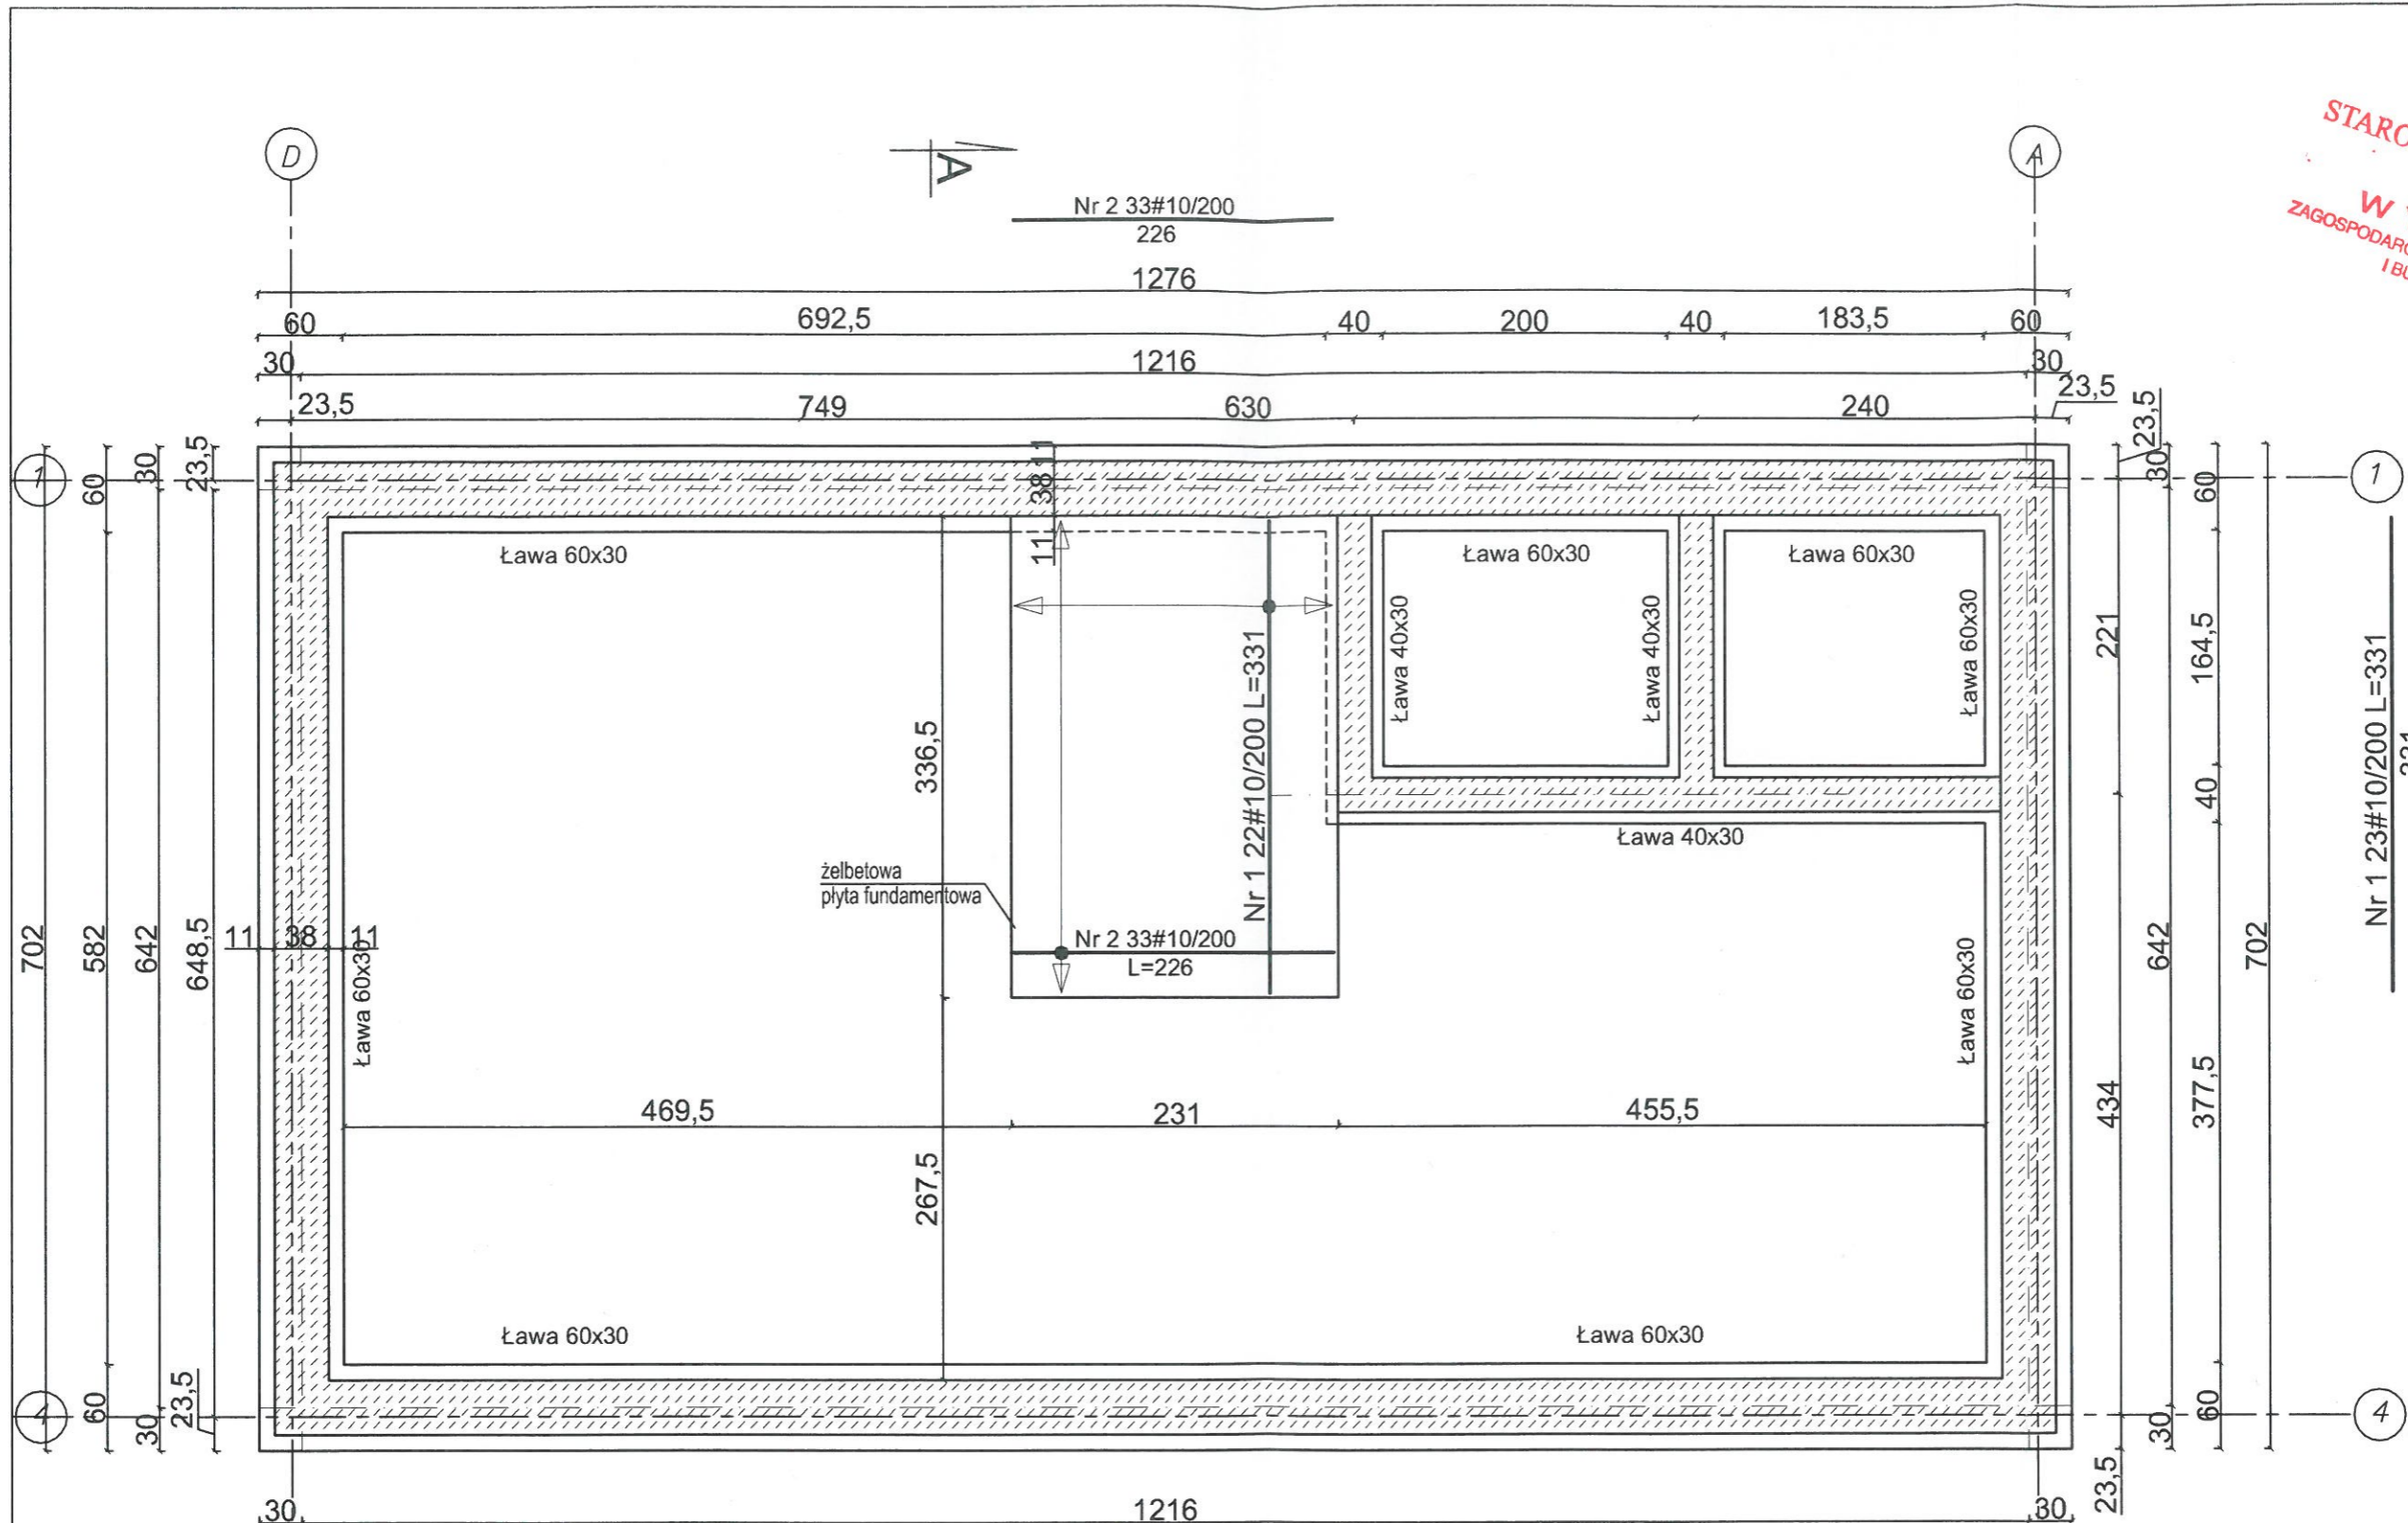 STARO
W
ZAGOSPODARO
I BU
D
A
A
Nr 2 33#10/200
226
1276
60 692,5 40 200 40 183,5 60
30 1216 30
23,5 749 630 240 23,5
1
60
30
23,5
11
38
11
23,5
30
60
1
Ława 60x30
Ława 60x30
Ława 60x30
Ława 40x30
Ława 40x30
Ława 60x30
221
164,5
40
336,5
Nr 1 22#10/200 L=331
Nr 1 23#10/200 L=331
Ława 40x30
żelbetowa
płyta fundamentowa
702
582
642
648,5
11 38 11
Ława 60x30
Nr 2 33#10/200
L=226
Ława 60x30
434
642
377,5
702
469,5 231 455,5
267,5
Ława 60x30
Ława 60x30
4
60
30
23,5
23,5
30
60
4
30 1216 30